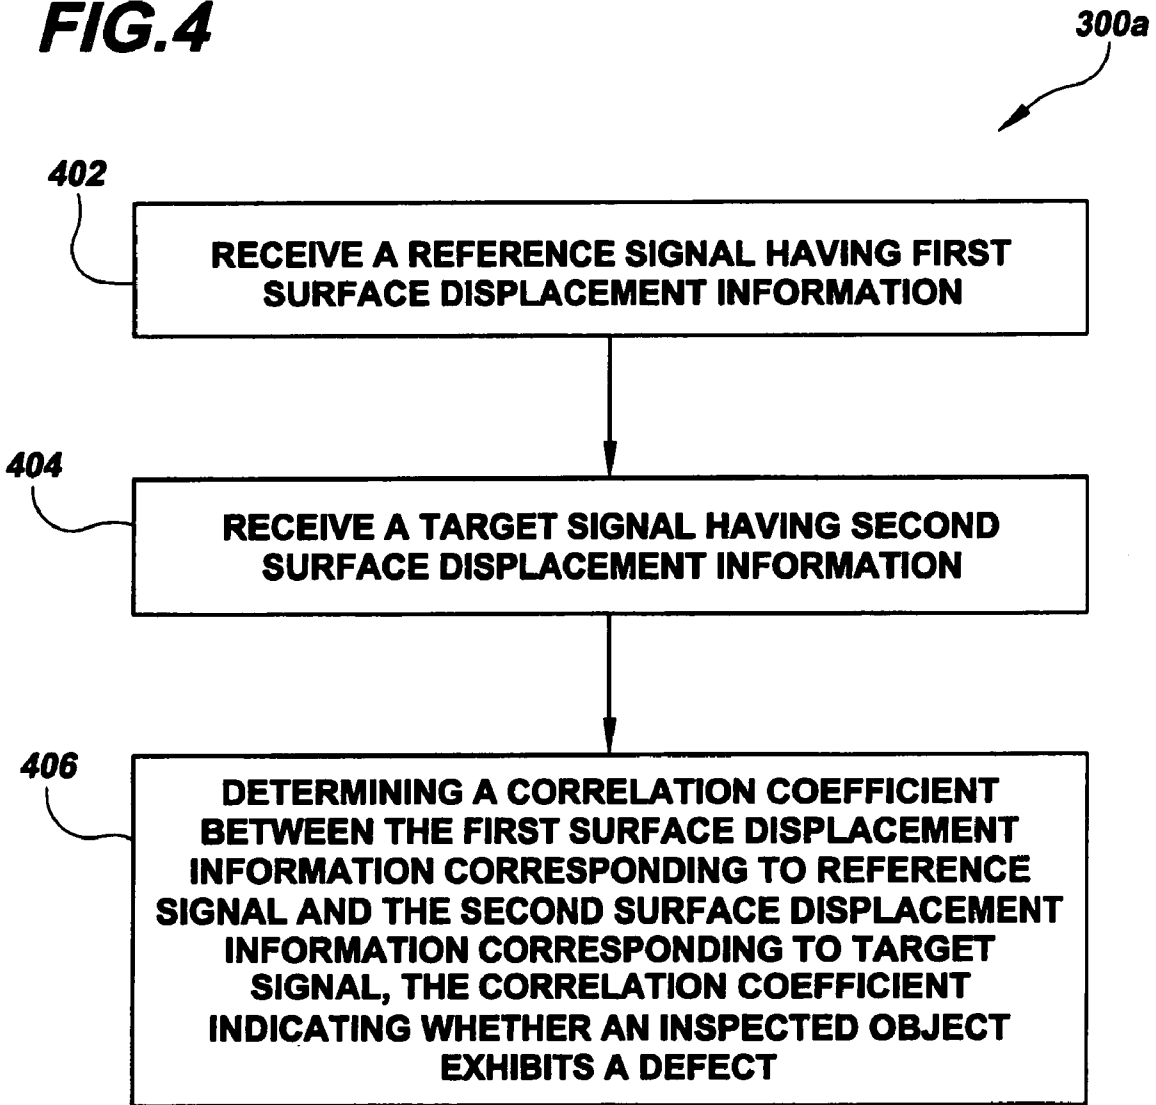 FIG.4
300a
402
RECEIVE A REFERENCE SIGNAL HAVING FIRST
SURFACE DISPLACEMENT INFORMATION
404
RECEIVE A TARGET SIGNAL HAVING SECOND
SURFACE DISPLACEMENT INFORMATION
406
DETERMINING A CORRELATION COEFFICIENT
BETWEEN THE FIRST SURFACE DISPLACEMENT
INFORMATION CORRESPONDING TO REFERENCE
SIGNAL AND THE SECOND SURFACE DISPLACEMENT
INFORMATION CORRESPONDING TO TARGET
SIGNAL, THE CORRELATION COEFFICIENT
INDICATING WHETHER AN INSPECTED OBJECT
EXHIBITS A DEFECT